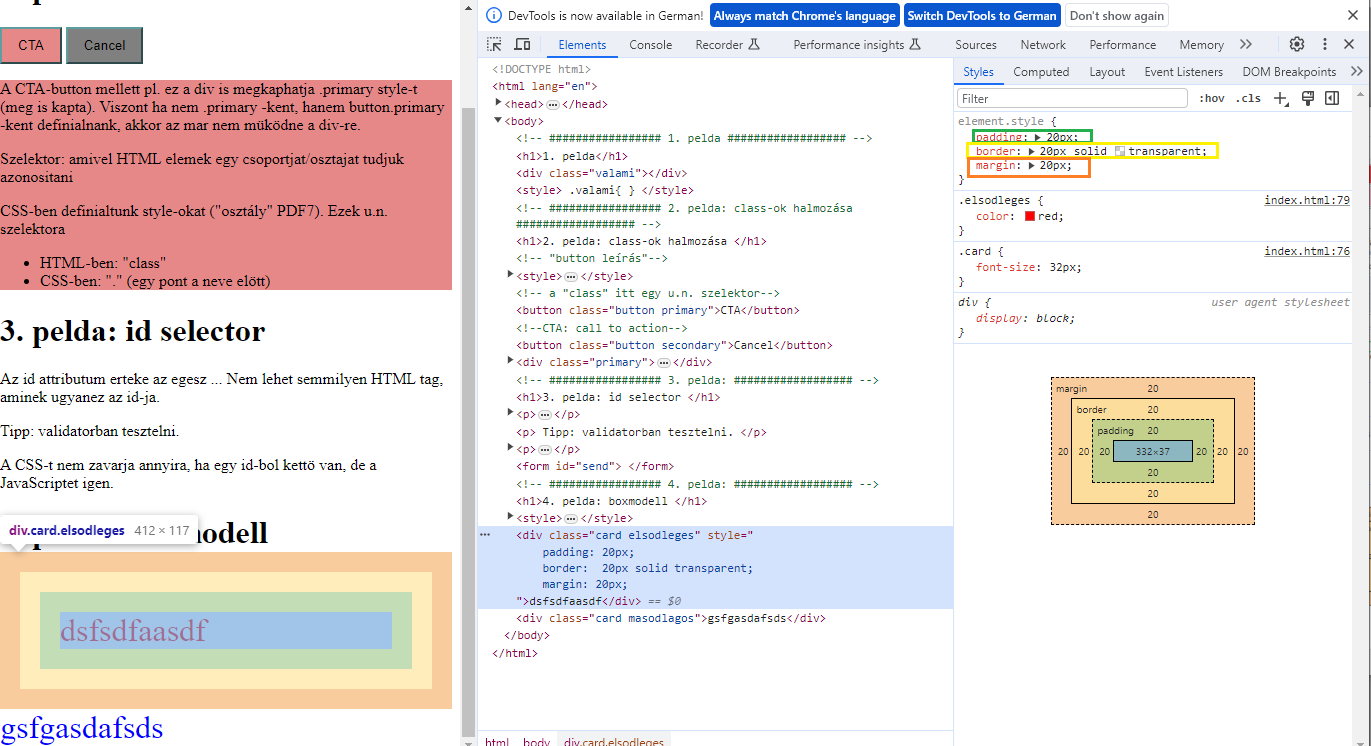 CTA
Cancel
A CTA-button mellett pl. ez a div is megkaphatja .primary style-t
(meg is kapta). Viszont ha nem .primary -kent, hanem button.primary
-kent definialnank, akkor az mar nem müködne a div-re.
Szelektor: amivel HTML elemek egy csoportjat/osztajat tudjuk
azonositani
CSS-ben definialtunk style-okat ("osztály" PDF7). Ezek u.n.
szelektora
• HTML-ben: "class"
• CSS-ben: "." (egy pont a neve elött)
3. pelda: id selector
Az id attributum erteke az egesz ... Nem lehet semmilyen HTML tag,
aminek ugyanez az id-ja.
Tipp: validatorban tesztelni.
A CSS-t nem zavarja annyira, ha egy id-bol kettö van, de a
JavaScriptet igen.
div.card.elsodleges 412 × 117
odell
dsfsdfaasdf
gsfgasdafsds
DevTools is now available in German! Always match Chrome's language Switch DevTools to German Don't show again
Elements Console Recorder Performance insights Sources Network Performance Memory
<!DOCTYPE html>
<html lang="en">
<head> … </head>
<body>
<!-- ################# 1. pelda ################## -->
<h1>1. pelda</h1>
<div class="valami"></div>
<style> .valami{ } </style>
<!-- ################# 2. pelda: class-ok halmozása
################## -->
<h1>2. pelda: class-ok halmozása </h1>
<!-- "button leírás"-->
<style> … </style>
<!-- a "class" itt egy u.n. szelektor-->
<button class="button primary">CTA</button>
<!--CTA: call to action-->
<button class="button secondary">Cancel</button>
<div class="primary"> … </div>
<!-- ################# 3. pelda: ################## -->
<h1>3. pelda: id selector </h1>
<p> … </p>
<p> Tipp: validatorban tesztelni. </p>
<p> … </p>
<form id="send"> </form>
<!-- ################# 4. pelda: ################## -->
<h1>4. pelda: boxmodell </h1>
<style> … </style>
<div class="card elsodleges" style="
padding: 20px;
border:  20px solid transparent;
margin: 20px;
">dsfsdfaasdf</div> == $0
<div class="card masodlagos">gsfgasdafsds</div>
</body>
</html>
html body div.card.elsodleges
Styles Computed Layout Event Listeners DOM Breakpoints
Filter :hov .cls
element.style {
padding: 20px;
border: 20px solid transparent;
margin: 20px;
}
.elsodleges { index.html:79
color: red;
}
.card { index.html:76
font-size: 32px;
}
div { user agent stylesheet
display: block;
}
margin 20
border 20
padding 20
20 20 20 332×37 20 20 20
20
20
20